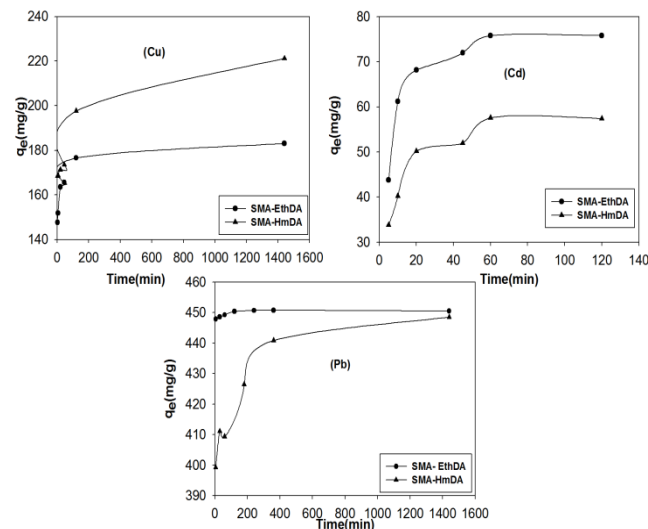 (Cu)
qe(mg/g)
220
200
180
160
140
0 200 400 600 800 1000 1200 1400 1600
Time(min)
SMA-EthDA
SMA-HmDA
(Cd)
qe(mg/g)
80
70
60
50
40
30
0 20 40 60 80 100 120 140
Time(min)
SMA-EthDA
SMA-HmDA
(Pb)
qe(mg/g)
460
450
440
430
420
410
400
390
0 200 400 600 800 1000 1200 1400 1600
Time(min)
SMA- EthDA
SMA-HmDA